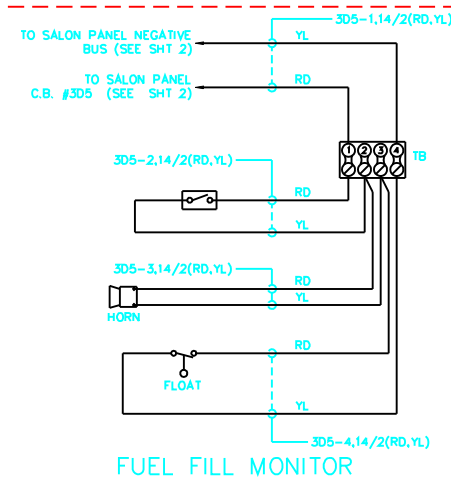 3D5-1,14/2(RD,YL)
TO SALON PANEL NEGATIVE
BUS (SEE SHT 2)
YL
TO SALON PANEL
C.B. #3D5 (SEE SHT 2)
RD
1 2 3 4
TB
3D5-2,14/2(RD,YL)
RD
YL
3D5-3,14/2(RD,YL)
RD
YL
HORN
RD
FLOAT
YL
3D5-4,14/2(RD,YL)
FUEL FILL MONITOR